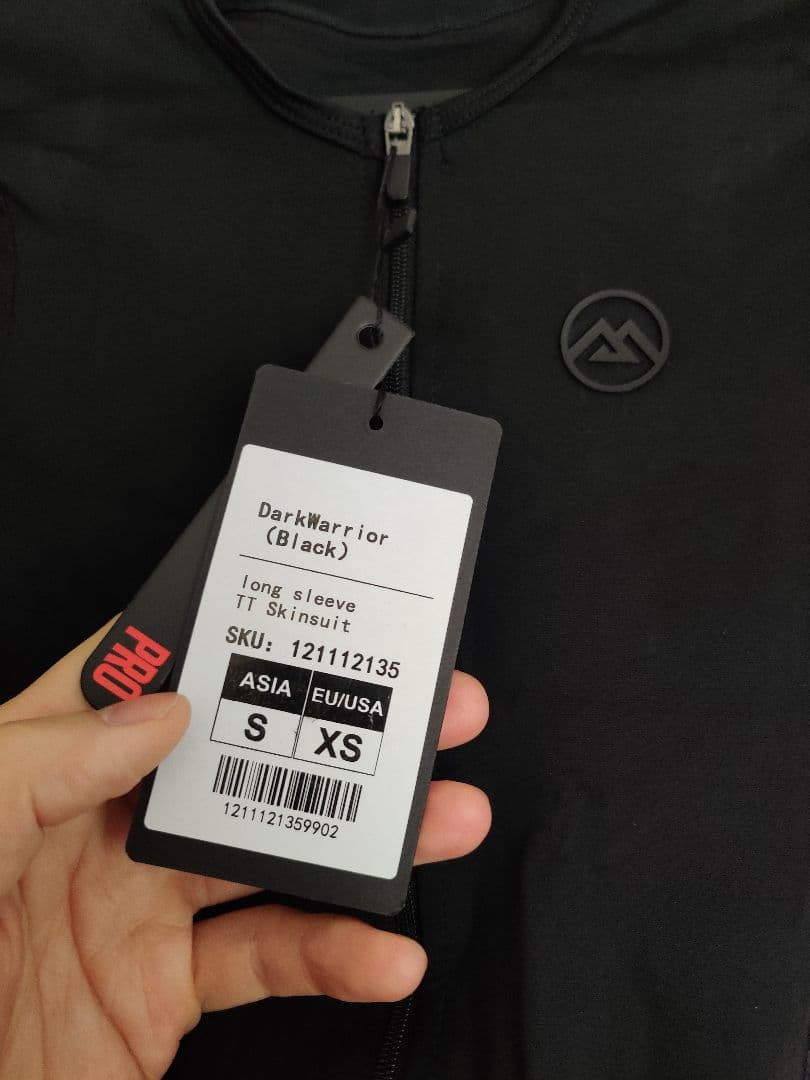 DarkWarrior
(Black)
long sleeve
TT Skinsuit
SKU: 121112135
ASIA EU/USA
S XS
1211121359902
PRO